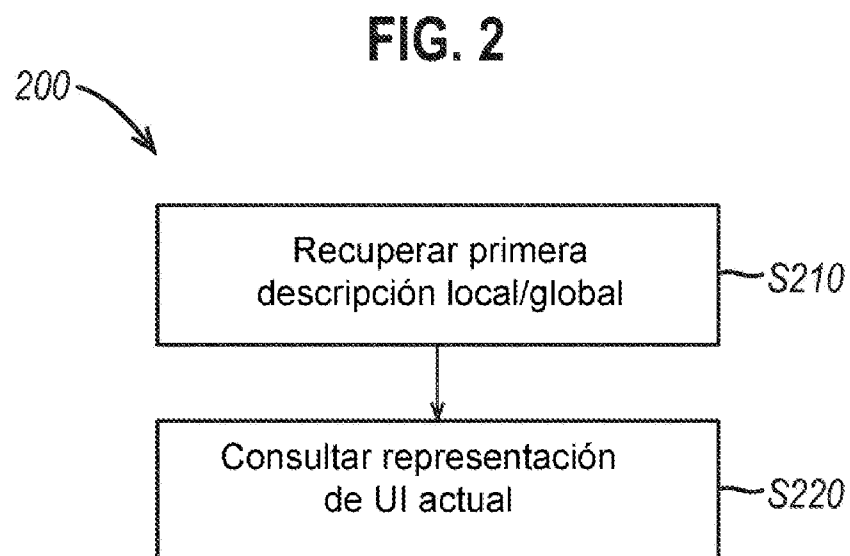 FIG. 2
200
Recuperar primera
descripción local/global
S210
Consultar representación
de UI actual
S220